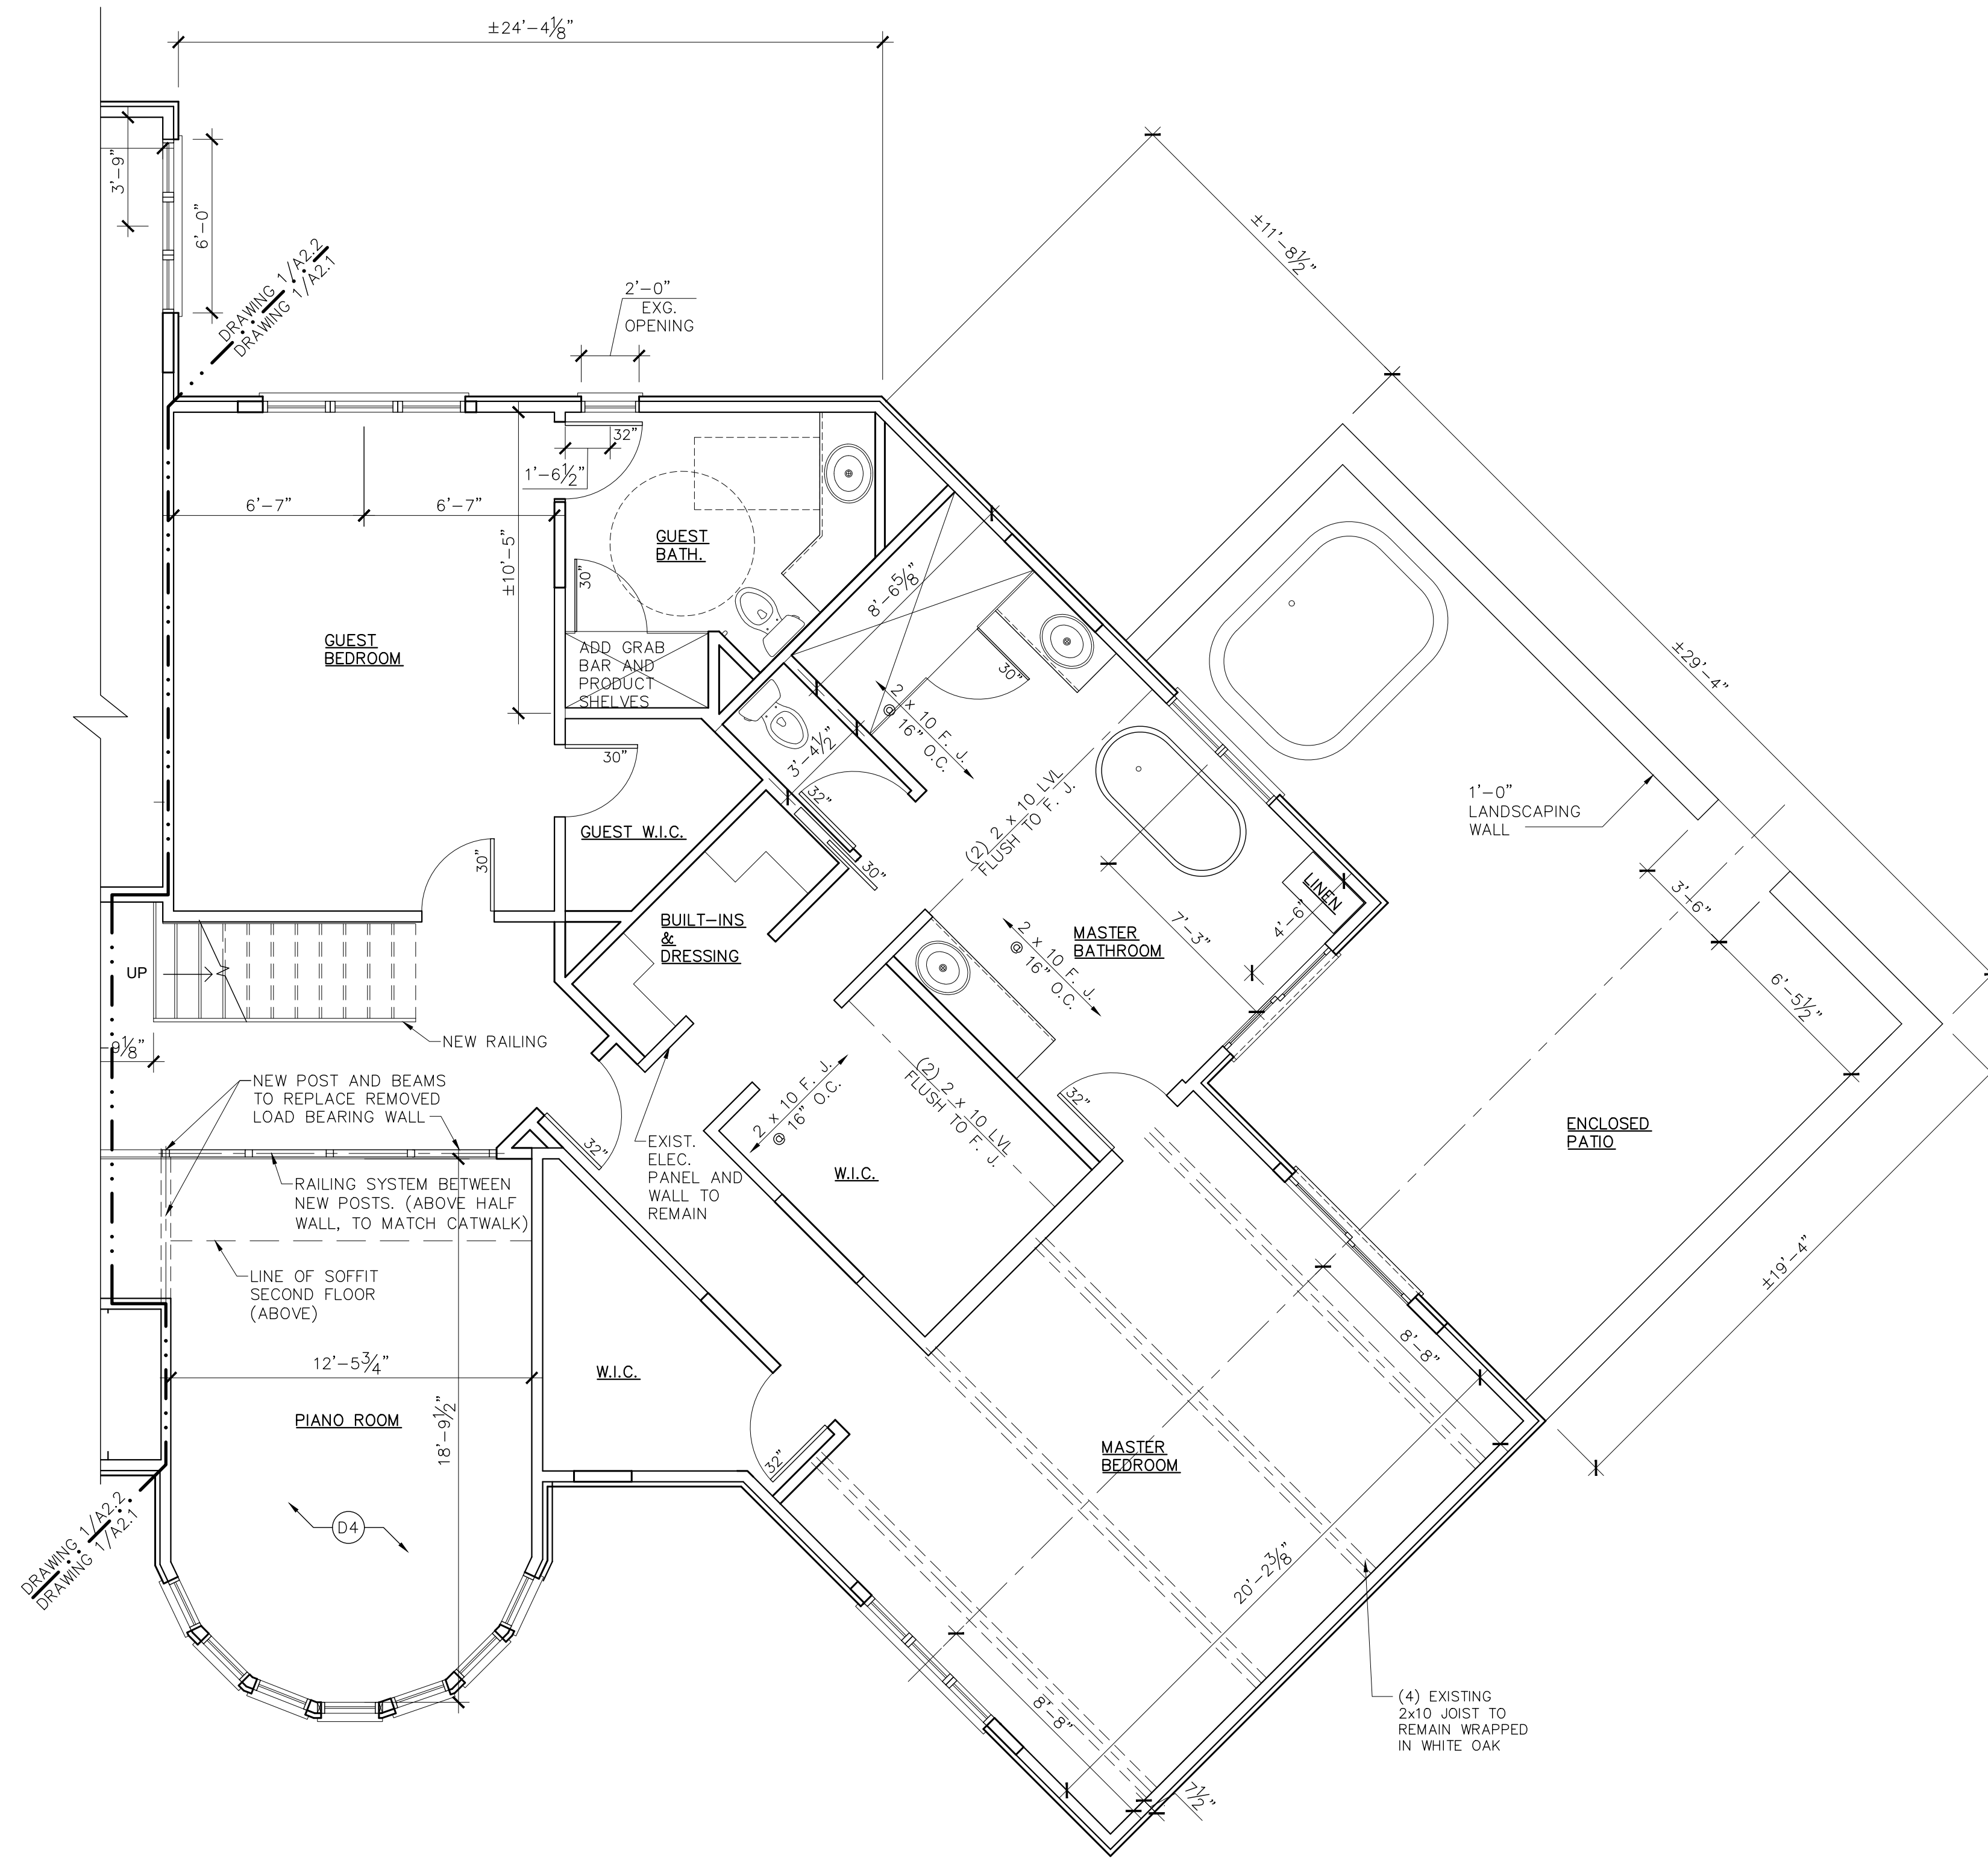 ±24'-4⅛"
3'-9"
6'-0"
DRAWING 1/A2.2
DRAWING 1/A2.1
2'-0"
EXG.
OPENING
±11'-8½"
32"
1'-6½"
6'-7"
6'-7"
±10'-5"
GUEST
BATH.
30"
8'-6⅝"
GUEST
BEDROOM
ADD GRAB
BAR AND
PRODUCT
SHELVES
30"
±29'-4"
2 x 10 F. J.
@ 16" O.C.
3'-4½"
30"
32"
(2) 2 x 10 LVL
FLUSH TO F. J.
1'-0"
LANDSCAPING
WALL
GUEST W.I.C.
30"
30"
LINEN
3'-6"
BUILT-INS
&
DRESSING
7'-3"
4'-6"
MASTER
BATHROOM
2 x 10 F. J.
@ 16" O.C.
UP
6'-5½"
NEW RAILING
9⅛"
NEW POST AND BEAMS
TO REPLACE REMOVED
LOAD BEARING WALL
2 x 10 F. J.
@ 16" O.C.
(2) 2 x 10 LVL
FLUSH TO F. J.
32"
32"
ENCLOSED
PATIO
EXIST.
ELEC.
PANEL AND
WALL TO
REMAIN
W.I.C.
RAILING SYSTEM BETWEEN
NEW POSTS. (ABOVE HALF
WALL, TO MATCH CATWALK)
±19'-4"
LINE OF SOFFIT
SECOND FLOOR
(ABOVE)
8'-8"
12'-5¾"
W.I.C.
PIANO ROOM
18'-9½"
32"
MASTER
BEDROOM
D4
DRAWING 1/A2.2
DRAWING 1/A2.1
20'-2⅜"
8'-8"
7½"
(4) EXISTING
2x10 JOIST TO
REMAIN WRAPPED
IN WHITE OAK